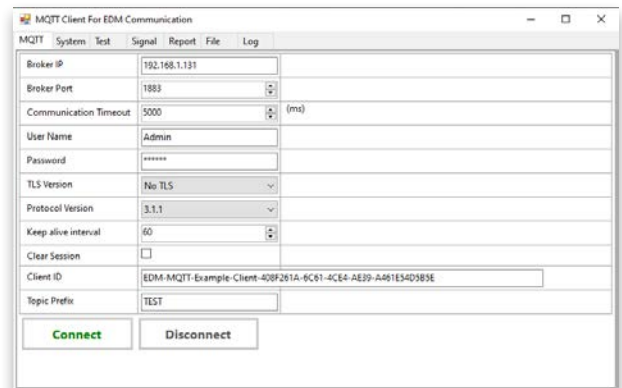 MQTT Client For EDM Communication
MQTT System Test Signal Report File Log
Broker IP 192.168.1.131
Broker Port 1883
Communication Timeout 5000 (ms)
User Name Admin
Password ******
TLS Version No TLS
Protocol Version 3.1.1
Keep alive interval 60
Clear Session
Client ID EDM-MQTT-Example-Client-408F261A-6C61-4CE4-AE39-A461E54D5B5E
Topic Prefix TEST
Connect Disconnect